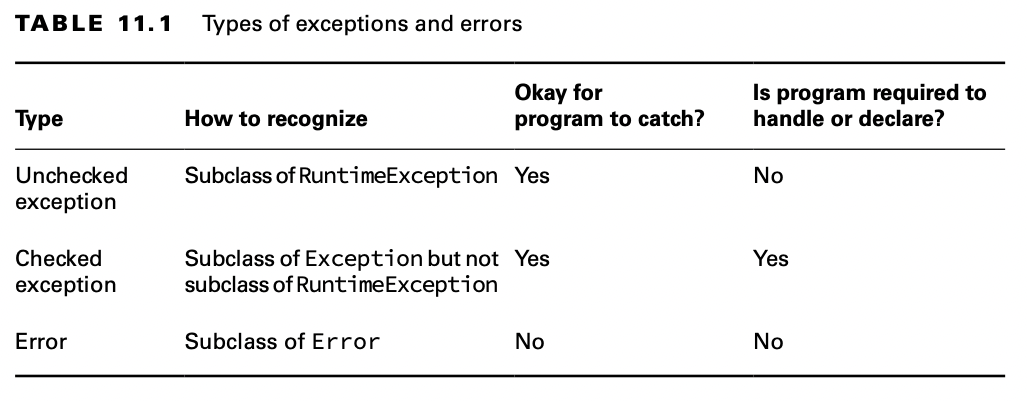 TABLE 11.1 Types of exceptions and errors
Type How to recognize Okay for program to catch? Is program required to handle or declare?
Unchecked exception Subclass of RuntimeException Yes No
Checked exception Subclass of Exception but not subclass of RuntimeException Yes Yes
Error Subclass of Error No No